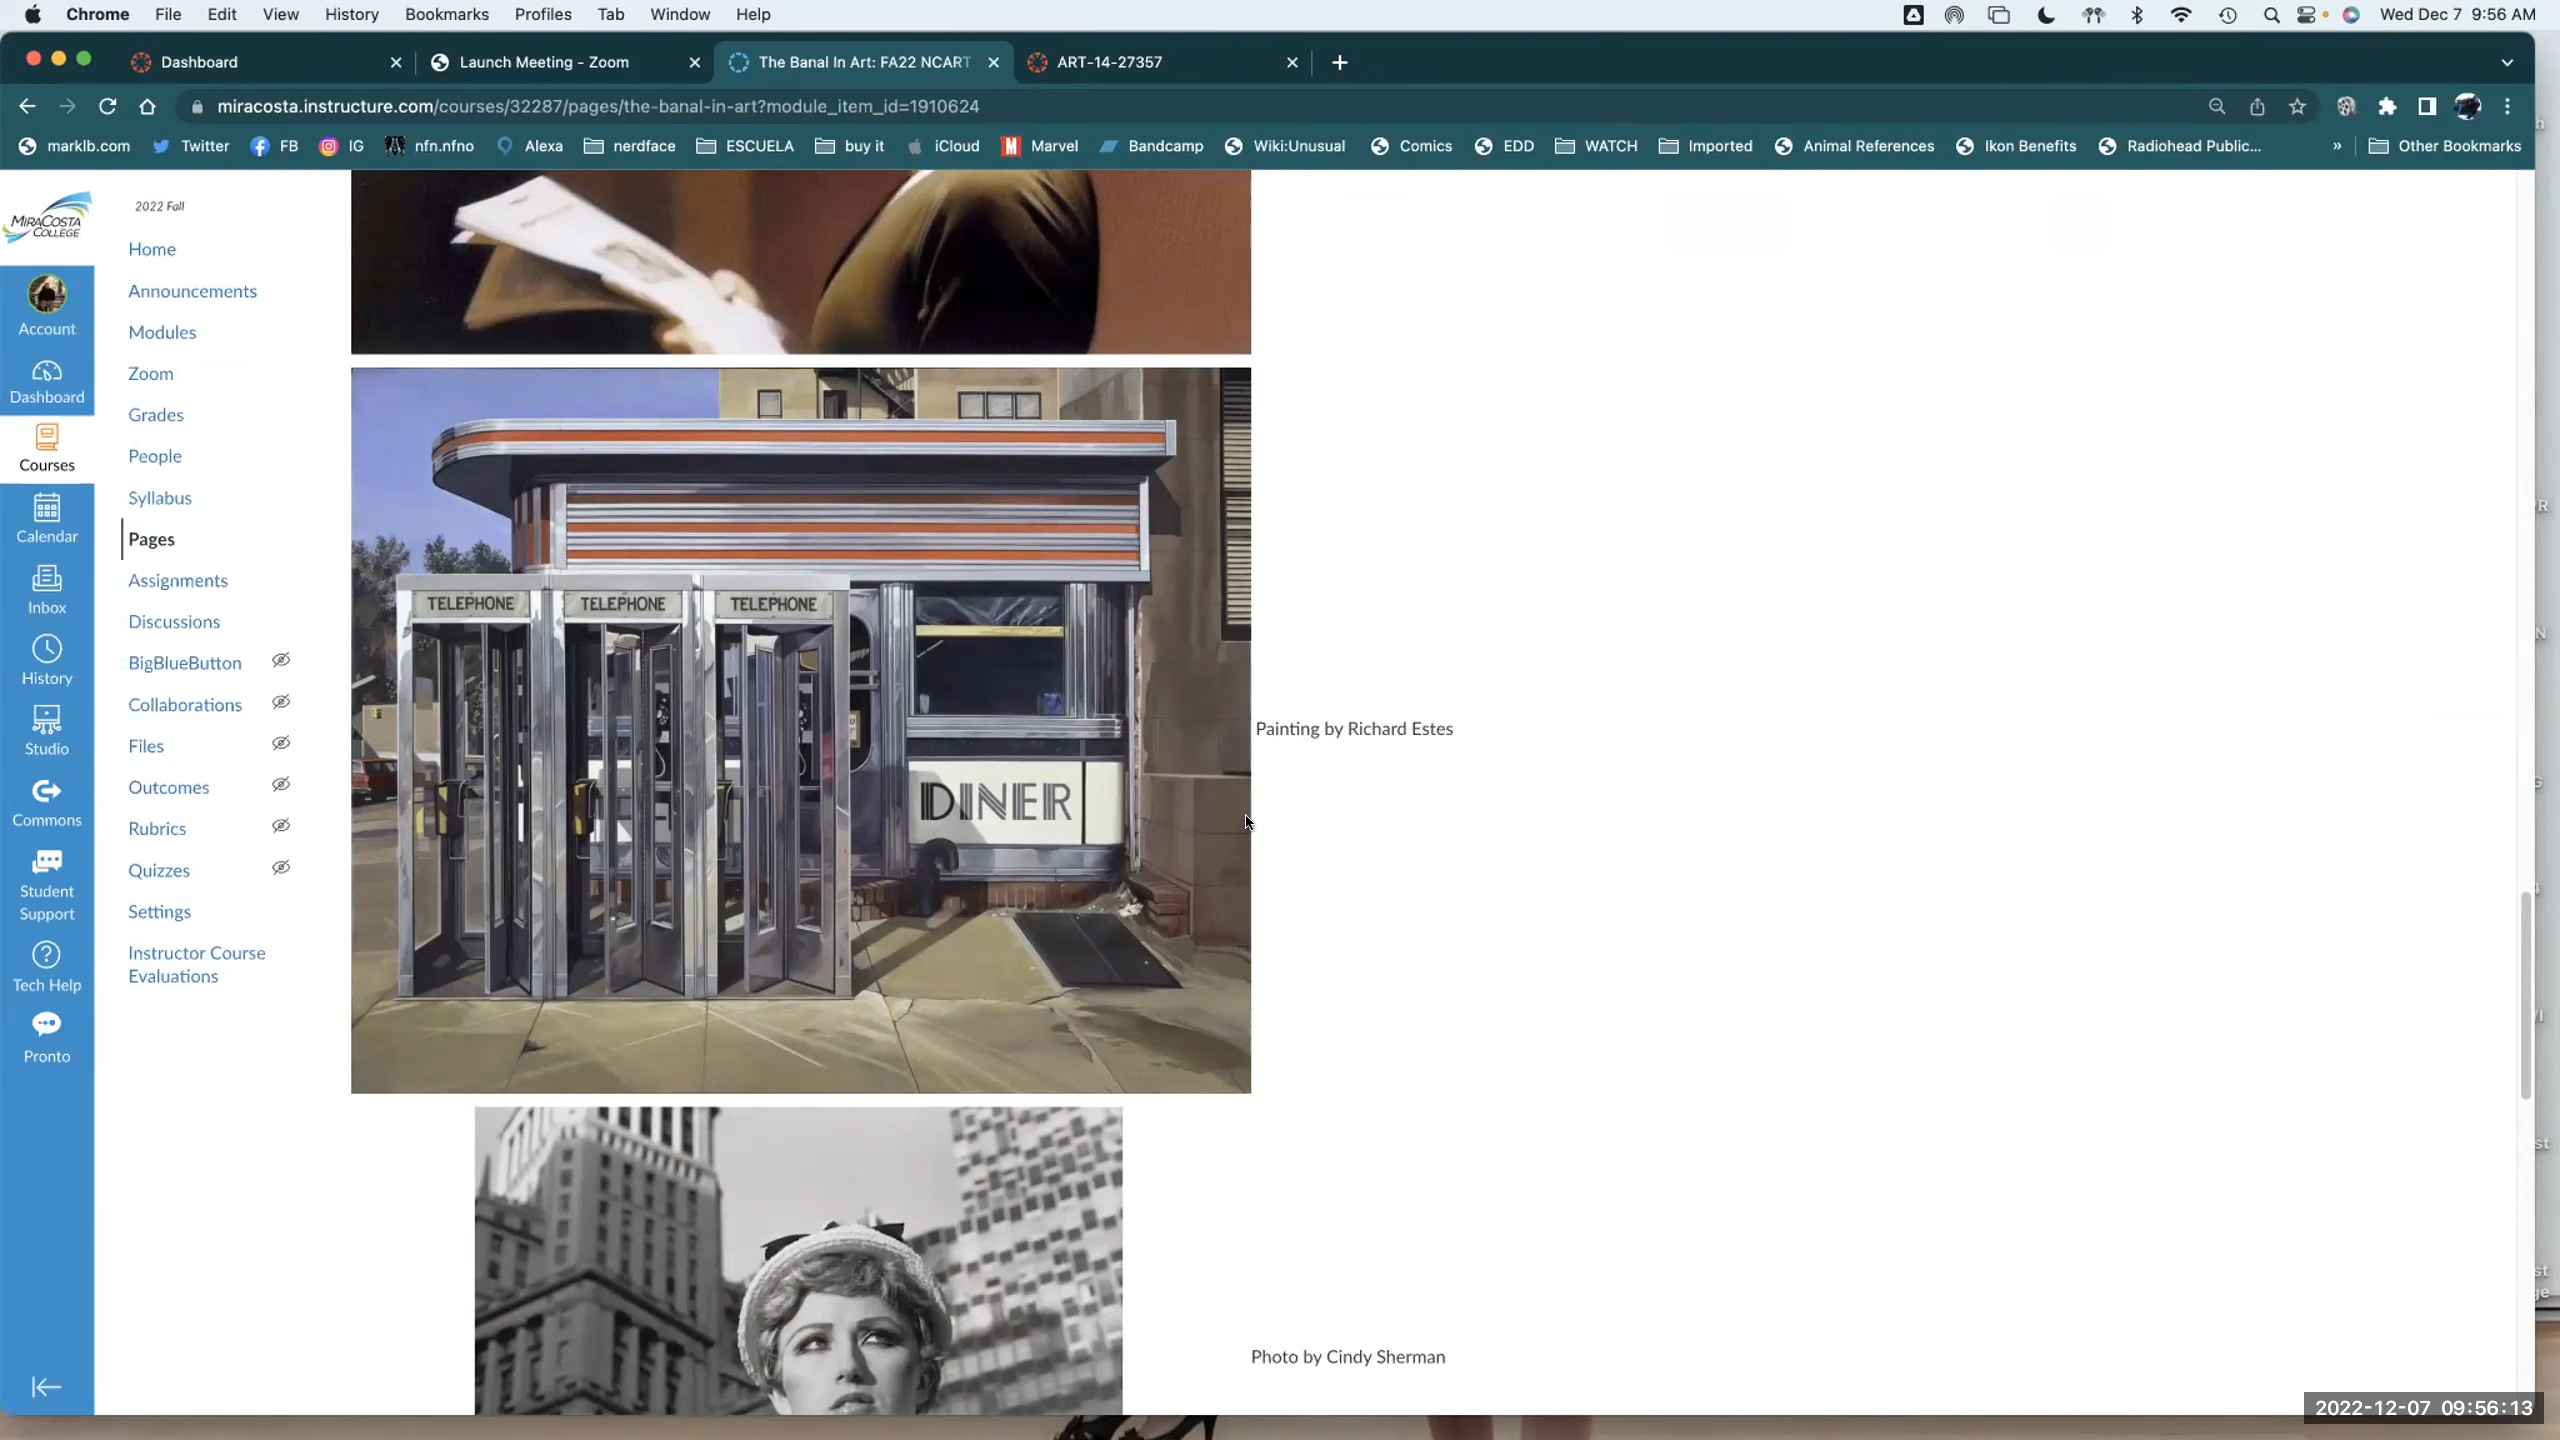 Chrome File Edit View History Bookmarks Profiles Tab Window Help Wed Dec 7 9:56 AM
Dashboard Launch Meeting - Zoom The Banal In Art: FA22 NCART ART-14-27357
miracosta.instructure.com/courses/32287/pages/the-banal-in-art?module_item_id=1910624
marklb.com Twitter FB IG nfn.nfno Alexa nerdface ESCUELA buy it iCloud Marvel Bandcamp Wiki:Unusual Comics EDD WATCH Imported Animal References Ikon Benefits Radiohead Public... » Other Bookmarks
MIRACOSTA
COLLEGE
Account
Dashboard
Courses
Calendar
Inbox
History
Studio
Commons
Student
Support
Tech Help
Pronto
2022 Fall
Home
Announcements
Modules
Zoom
Grades
People
Syllabus
Pages
Assignments
Discussions
BigBlueButton
Collaborations
Files
Outcomes
Rubrics
Quizzes
Settings
Instructor Course
Evaluations
TELEPHONE TELEPHONE TELEPHONE
DINER
Painting by Richard Estes
Photo by Cindy Sherman
2022-12-07 09:56:13